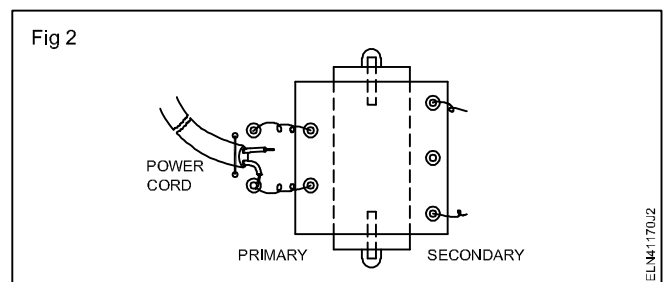 Fig 2
POWER
CORD
PRIMARY
SECONDARY
ELN41170J2